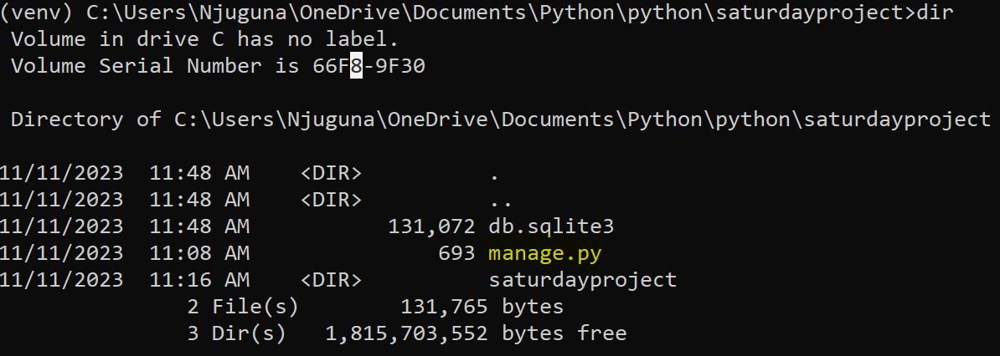 (venv) C:\Users\Njuguna\OneDrive\Documents\Python\python\saturdayproject>dir
Volume in drive C has no label.
Volume Serial Number is 66F8-9F30
Directory of C:\Users\Njuguna\OneDrive\Documents\Python\python\saturdayproject
11/11/2023  11:48 AM    <DIR>          .
11/11/2023  11:48 AM    <DIR>          ..
11/11/2023  11:48 AM           131,072 db.sqlite3
11/11/2023  11:08 AM               693 manage.py
11/11/2023  11:16 AM    <DIR>          saturdayproject
2 File(s)        131,765 bytes
3 Dir(s)   1,815,703,552 bytes free